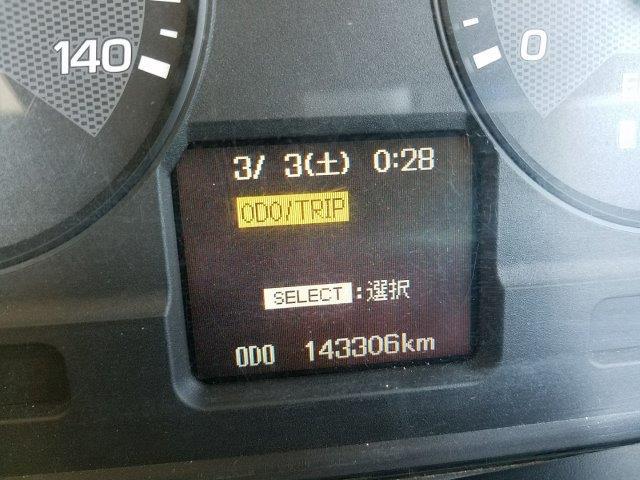 140
0
3/ 3(土) 0:28
ODO/TRIP
SELECT:選択
ODO 143306km